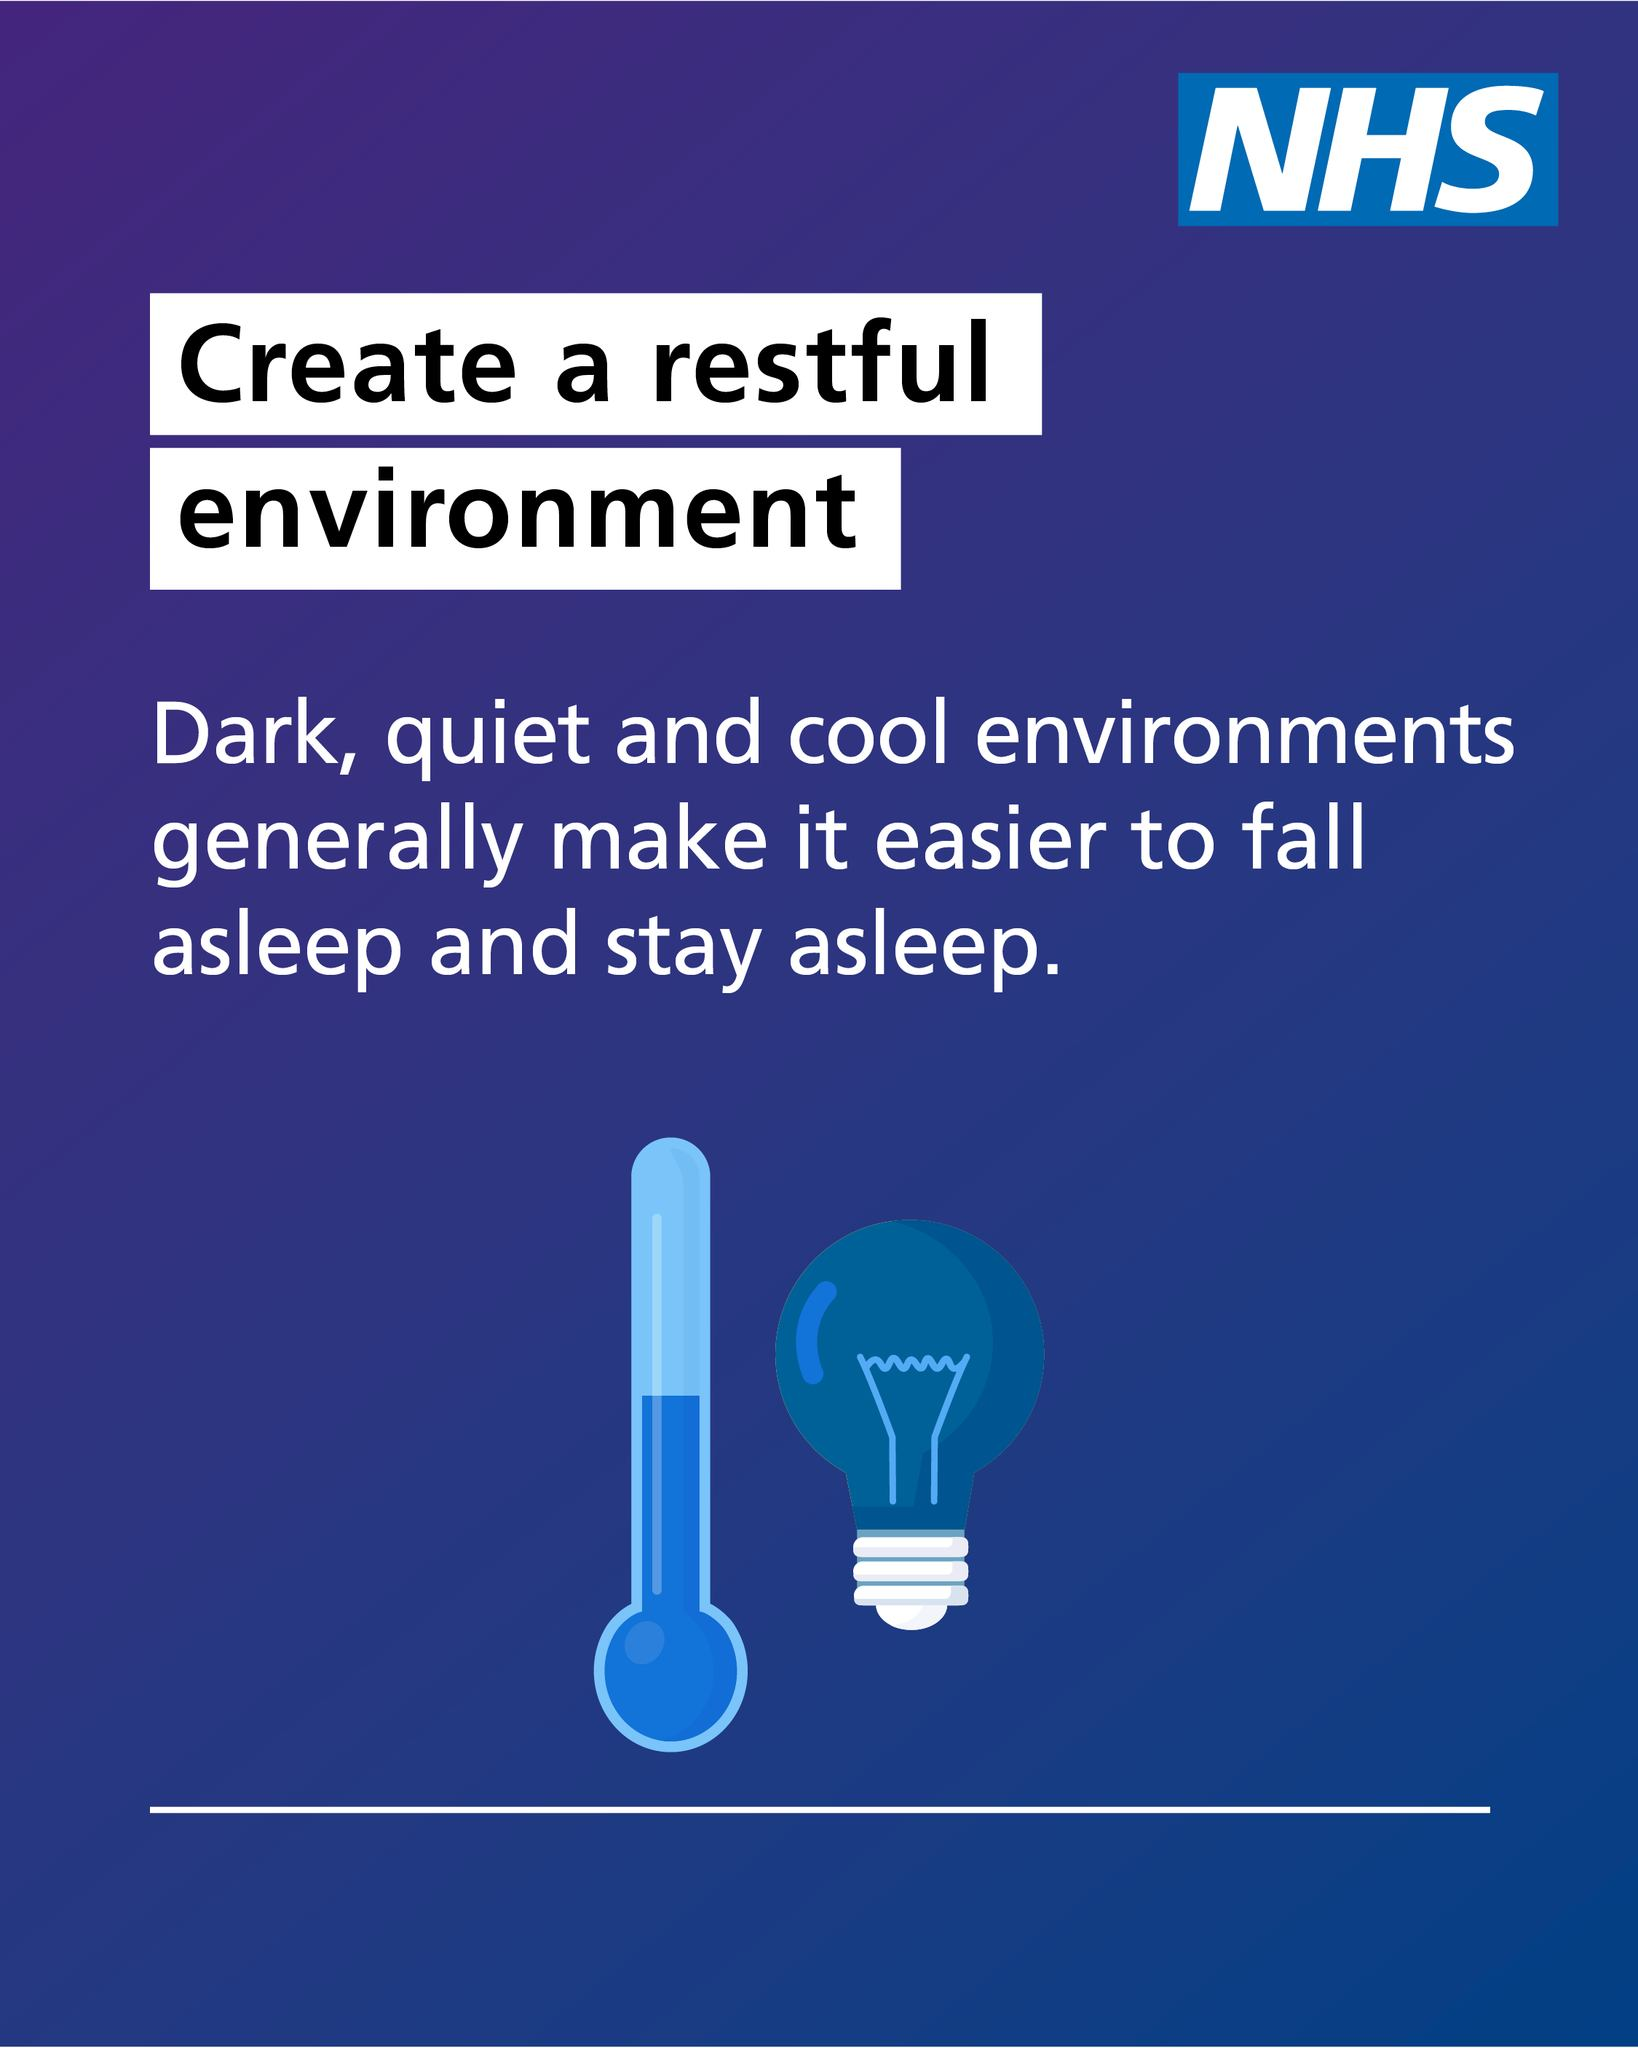 NHS
Create a restful
environment
Dark, quiet and cool environments
generally make it easier to fall
asleep and stay asleep.